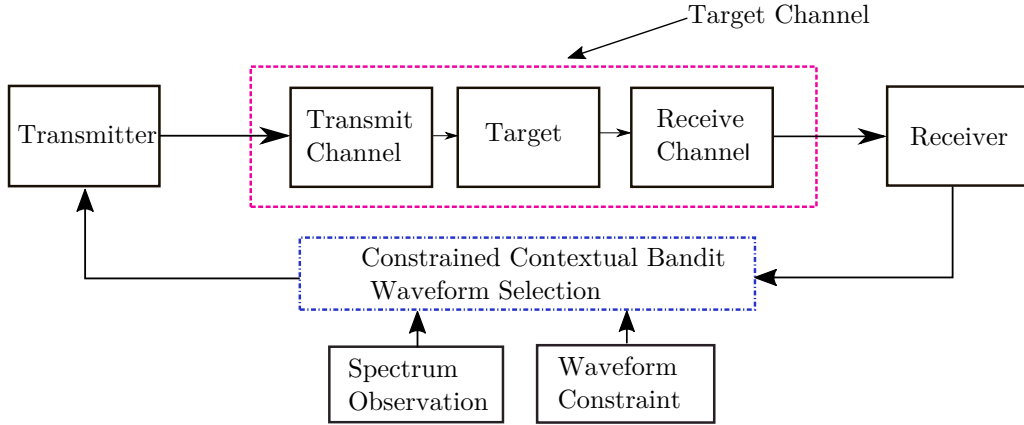 Target Channel
Transmitter
Transmit
Channel
Target
Receive
Channel
Receiver
Constrained Contextual Bandit
Waveform Selection
Spectrum
Observation
Waveform
Constraint